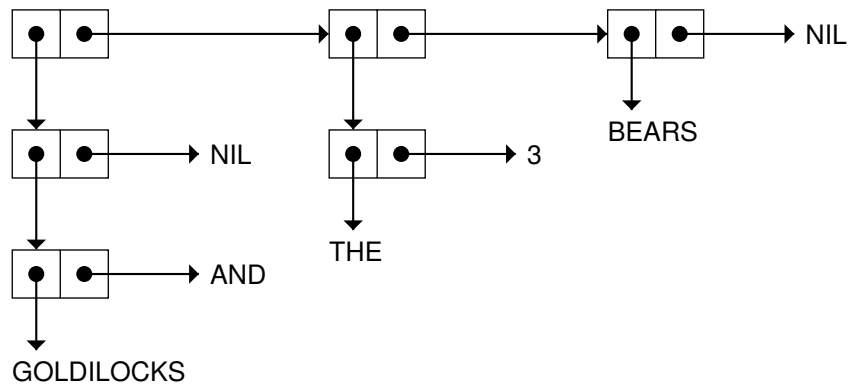 NIL
BEARS
NIL
3
THE
AND
GOLDILOCKS